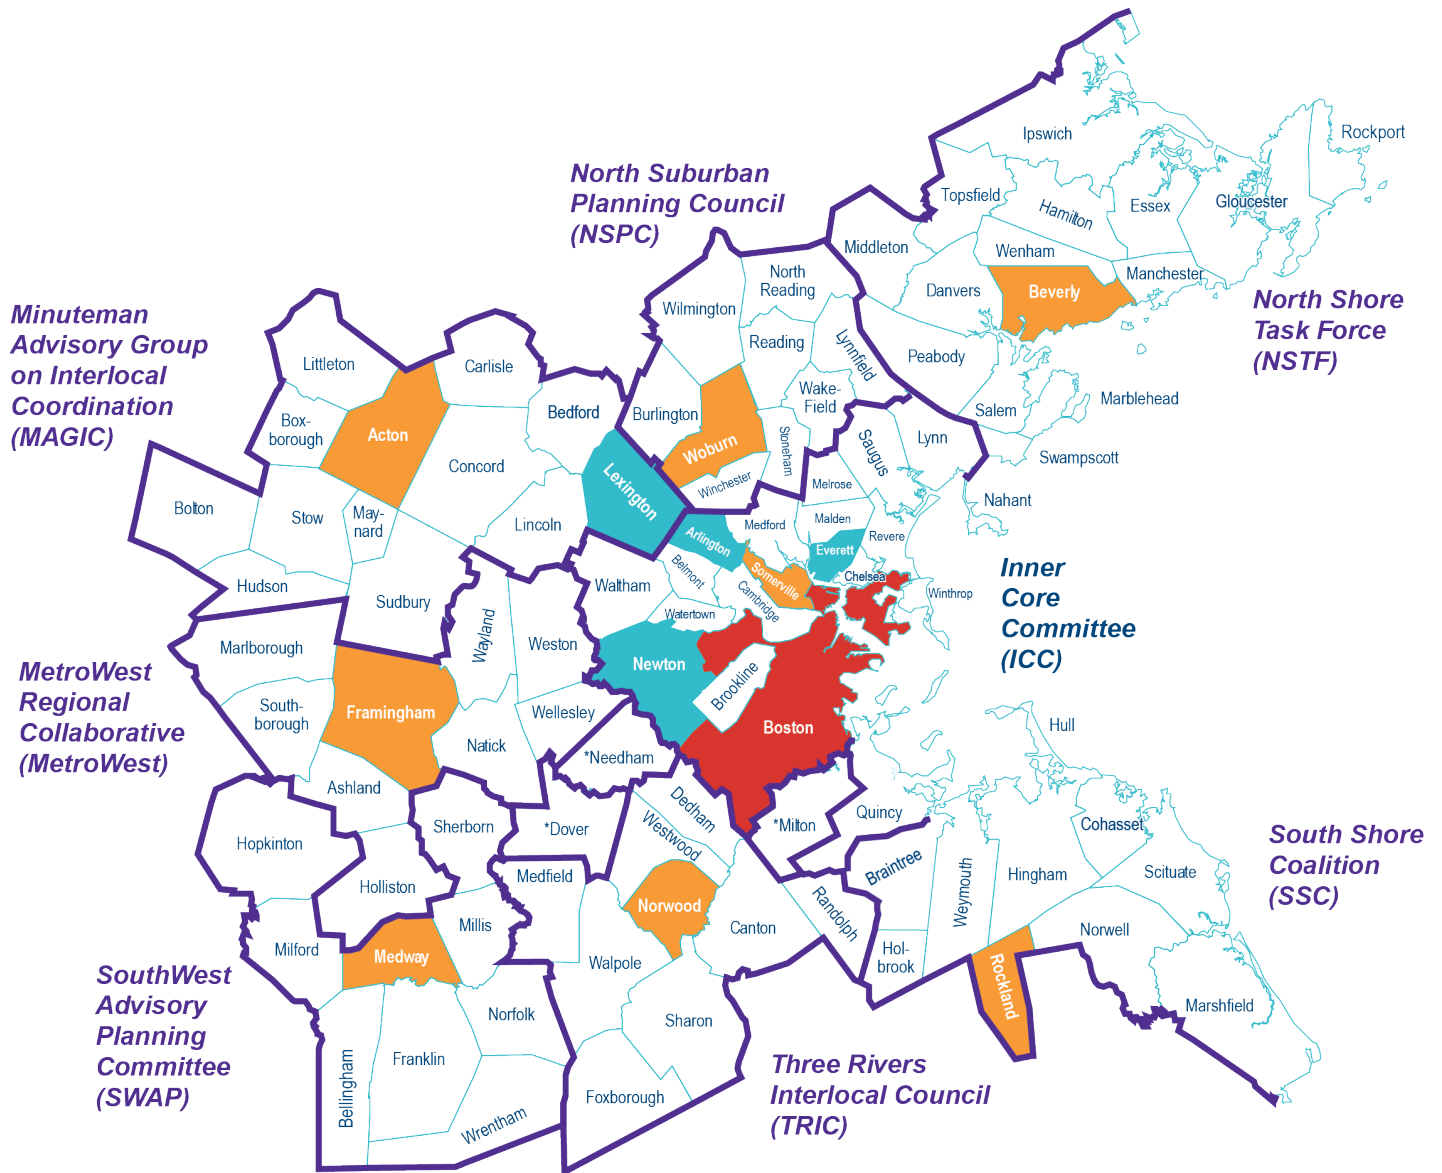 Ipswich
Rockport
North Suburban
Planning Council
(NSPC)
Topsfield
Hamilton
Essex
Gloucester
Middleton
Wenham
Manchester
North
Reading
Danvers
Beverly
North Shore
Task Force
(NSTF)
Minuteman
Advisory Group
on Interlocal
Coordination
(MAGIC)
Wilmington
Reading
Lynnfield
Peabody
Littleton
Carlisle
Wake-
Field
Marblehead
Salem
Box-
borough
Acton
Bedford
Burlington
Woburn
Stoneham
Saugus
Lynn
Swampscott
Concord
Lexington
Winchester
Melrose
Nahant
Bolton
Stow
May-
nard
Lincoln
Arlington
Medford
Malden
Revere
Everett
Belmont
Somerville
Chelsea
Inner
Core
Committee
(ICC)
Hudson
Sudbury
Waltham
Cambridge
Winthrop
Watertown
Marlborough
Wayland
Weston
Newton
Brookline
MetroWest
Regional
Collaborative
(MetroWest)
South-
borough
Framingham
Wellesley
Boston
Hull
Natick
*Needham
Ashland
Dedham
Quincy
Hopkinton
Sherborn
*Dover
Westwood
*Milton
Cohasset
South Shore
Coalition
(SSC)
Holliston
Medfield
Braintree
Weymouth
Hingham
Scituate
Norwood
Randolph
Milford
Millis
Canton
Norwell
Medway
Walpole
Hol-
brook
Rockland
SouthWest
Advisory
Planning
Committee
(SWAP)
Norfolk
Sharon
Marshfield
Bellingham
Franklin
Three Rivers
Interlocal Council
(TRIC)
Foxborough
Wrentham